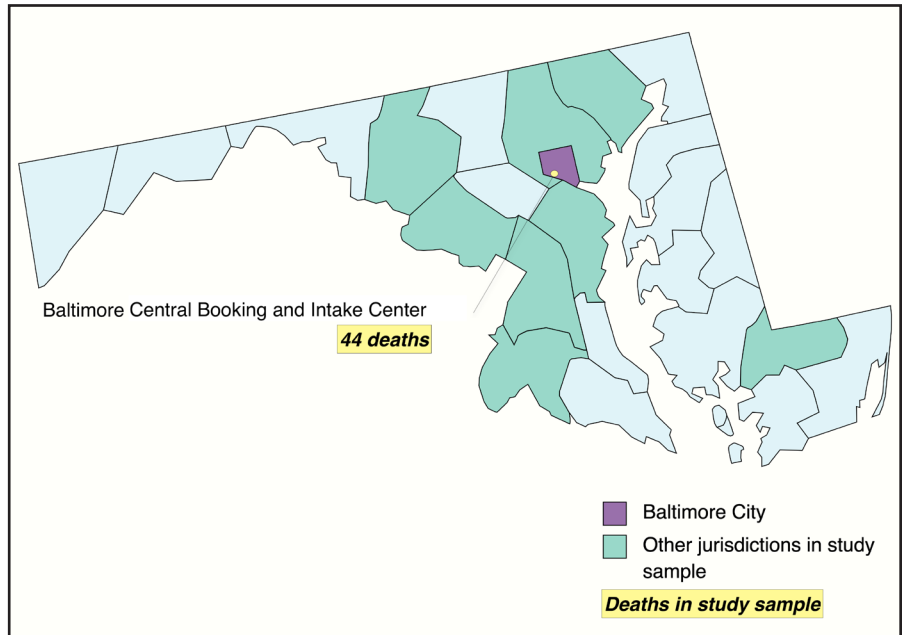 Baltimore Central Booking and Intake Center
44 deaths
Baltimore City
Other jurisdictions in study
sample
Deaths in study sample